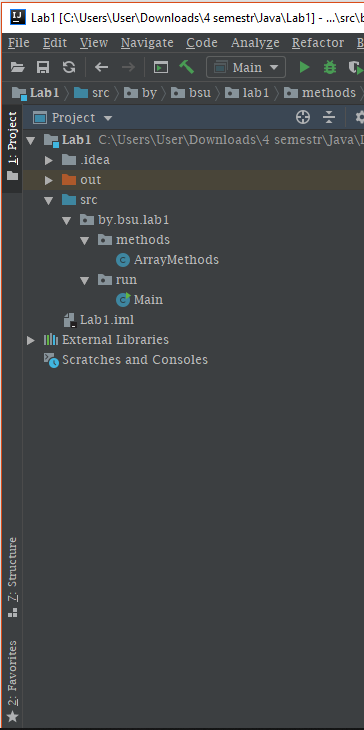 Lab1 [C:\Users\User\Downloads\4 semestr\Java\Lab1] - ...\src\b
File Edit View Navigate Code Analyze Refactor B
Main
Lab1 src by bsu lab1 methods
1: Project
Project
Lab1 C:\Users\User\Downloads\4 semestr\Java\L
.idea
out
src
by.bsu.lab1
methods
ArrayMethods
run
Main
Lab1.iml
External Libraries
Scratches and Consoles
7: Structure
2: Favorites